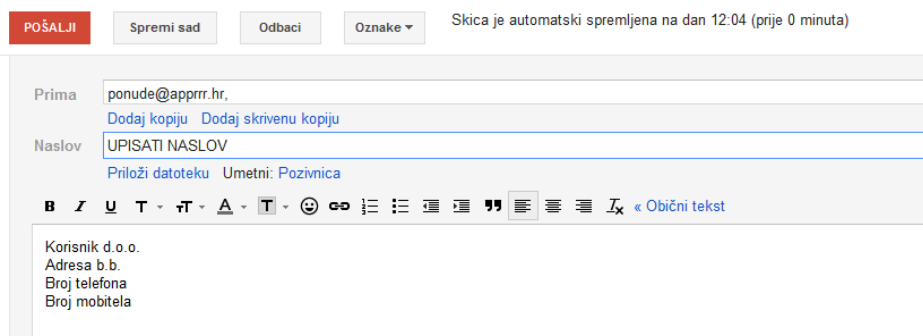 POŠALJI Spremi sad Odbaci Oznake Skica je automatski spremljena na dan 12:04 (prije 0 minuta)
Prima ponude@apprrr.hr,
Dodaj kopiju Dodaj skrivenu kopiju
Naslov UPISATI NASLOV
Priloži datoteku Umetni: Pozivnica
B I U T T A T « Obični tekst
Korisnik d.o.o.
Adresa b.b.
Broj telefona
Broj mobitela